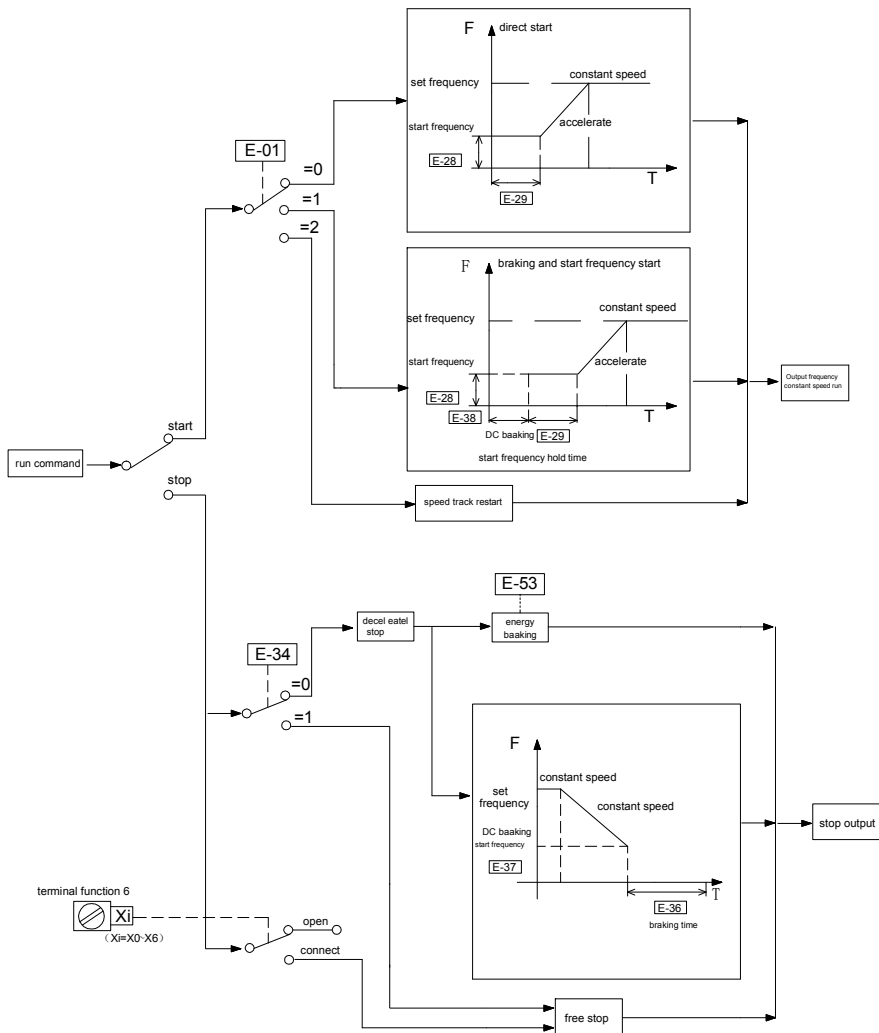 F
direct start
set frequency
constant speed
start frequency
accelerate
E-28
T
E-29
E-01
=0
=1
=2
F
braking and start frequency start
constant speed
set frequency
start frequency
accelerate
E-28
E-38
T
DC baaking
E-29
start frequency hold time
Output frequency
constant speed run
start
run command
stop
speed track restart
E-53
decel eatel
stop
energy
baaking
E-34
=0
=1
F
constant speed
set
frequency
constant speed
DC baaking
start frequency
E-37
E-36
T
braking time
stop output
terminal function 6
Xi
（Xi=X0~X6）
open
connect
free stop